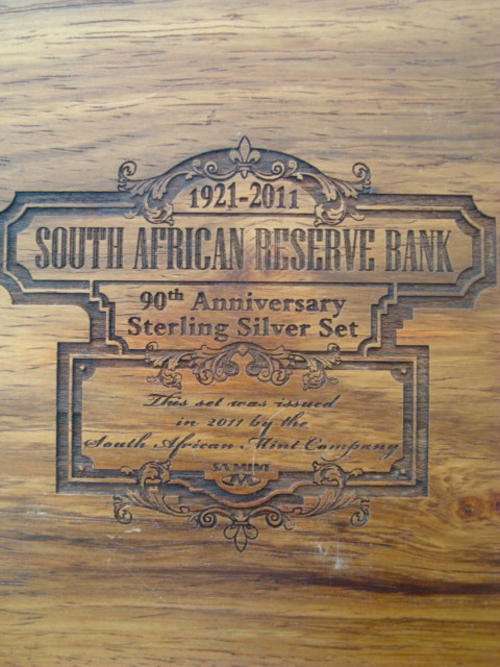 1921-2011
SOUTH AFRICAN RESERVE BANK
90th Anniversary
Sterling Silver Set
This set was issued
in 2011 by the
South African Mint Company
SA MINT